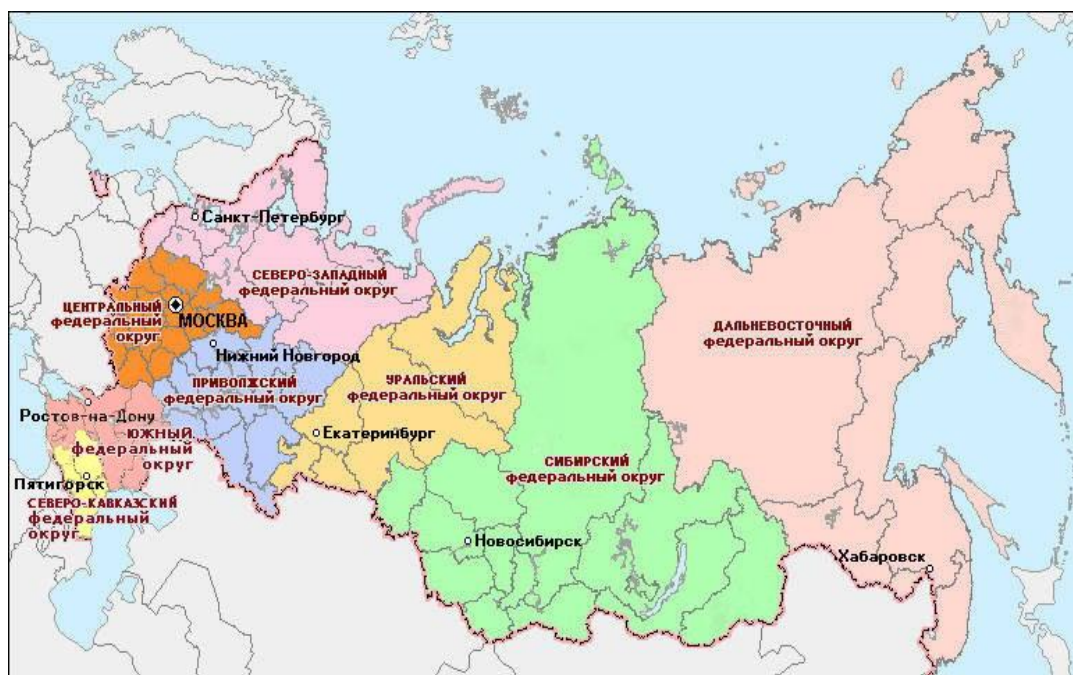 Санкт-Петербург
СЕВЕРО-ЗАПАДНЫЙ
федеральный округ
ЦЕНТРАЛЬНЫЙ
федеральный
округ
МОСКВА
Нижний Новгород
ПРИВОЛЖСКИЙ
федеральный округ
УРАЛЬСКИЙ
федеральный округ
ДАЛЬНЕВОСТОЧНЫЙ
федеральный округ
Ростов-на-Дону
ЮЖНЫЙ
федеральный
округ
Екатеринбург
СИБИРСКИЙ
федеральный округ
Пятигорск
СЕВЕРО-КАВКАЗСКИЙ
федеральный
округ
Новосибирск
Хабаровск